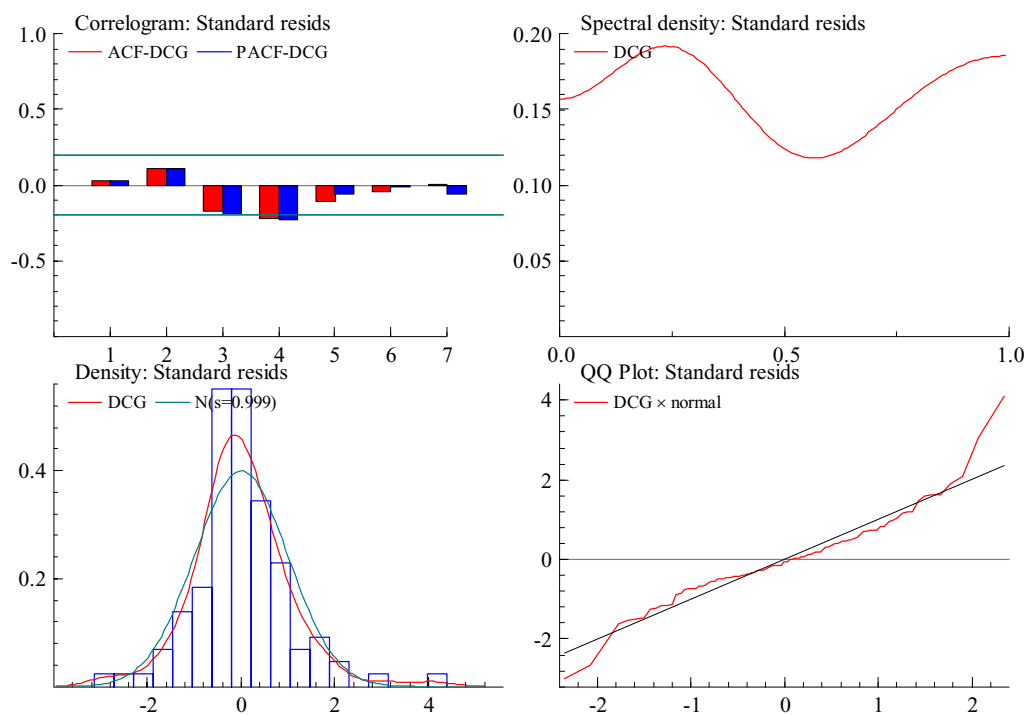 Correlogram: Standard resids
ACF-DCG PACF-DCG
1.0
0.5
0.0
-0.5
1 2 3 4 5 6 7
Spectral density: Standard resids
DCG
0.20
0.15
0.10
0.05
0.0 0.5 1.0
Density: Standard resids
DCG N(s=0.999)
0.4
0.2
-2 0 2 4
QQ Plot: Standard resids
DCG × normal
4
2
0
-2
-2 -1 0 1 2